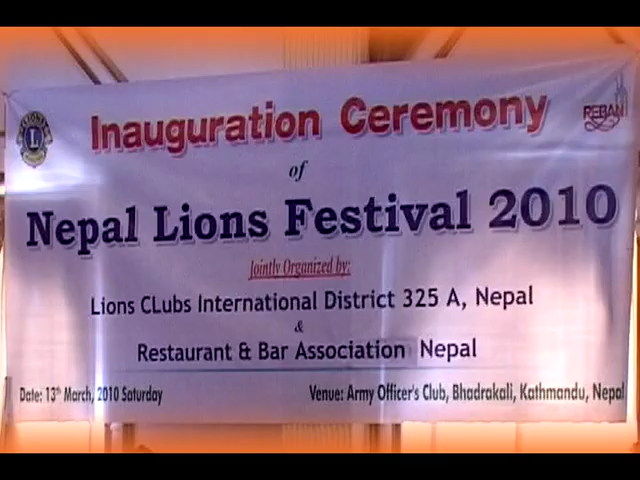 LIONS
L
Inauguration Ceremony
REBAN
of
Nepal Lions Festival 2010
Jointly Organized by:
Lions CLubs International District 325 A, Nepal
&
Restaurant & Bar Association Nepal
Date: 13th March, 2010 Saturday
Venue: Army Officer's Club, Bhadrakali, Kathmandu, Nepal